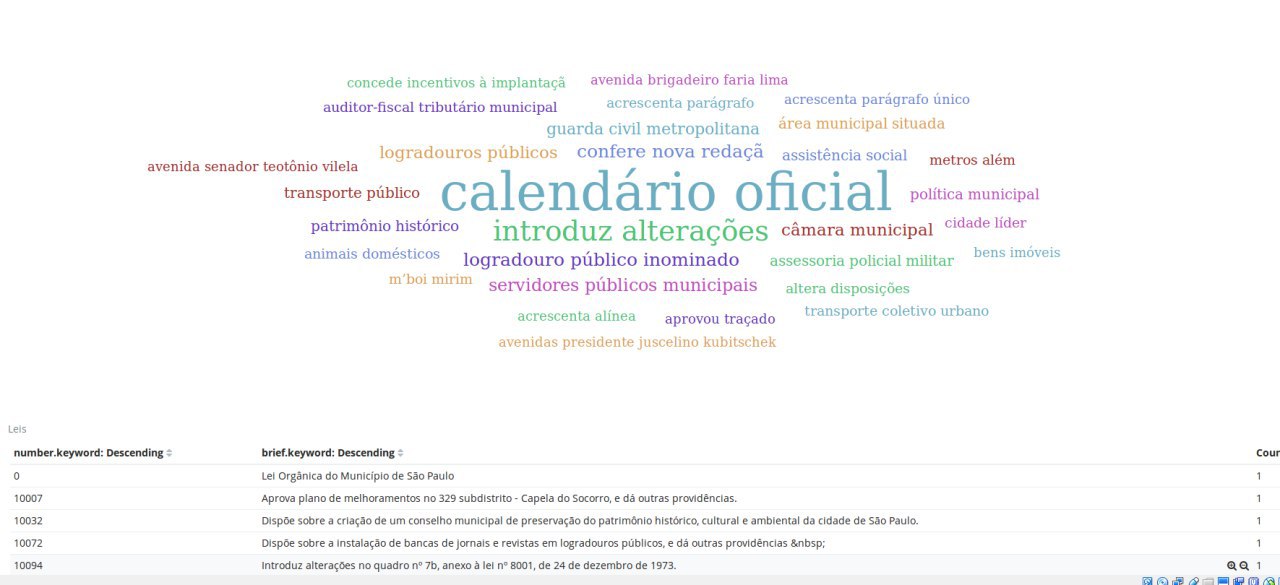 concede incentivos à implantaçã
avenida brigadeiro faria lima
auditor-fiscal tributário municipal
acrescenta parágrafo
acrescenta parágrafo único
guarda civil metropolitana
área municipal situada
logradouros públicos
confere nova redaçã
assistência social
metros além
avenida senador teotônio vilela
transporte público
calendário oficial
política municipal
patrimônio histórico
introduz alterações
câmara municipal
cidade líder
animais domésticos
logradouro público inominado
assessoria policial militar
bens imóveis
m’boi mirim
servidores públicos municipais
altera disposições
acrescenta alínea
aprovou traçado
transporte coletivo urbano
avenidas presidente juscelino kubitschek
Leis
number.keyword: Descending brief.keyword: Descending Cour
0 Lei Orgânica do Município de São Paulo 1
10007 Aprova plano de melhoramentos no 329 subdistrito - Capela do Socorro, e dá outras providências. 1
10032 Dispõe sobre a criação de um conselho municipal de preservação do patrimônio histórico, cultural e ambiental da cidade de São Paulo. 1
10072 Dispõe sobre a instalação de bancas de jornais e revistas em logradouros públicos, e dá outras providências &nbsp; 1
10094 Introduz alterações no quadro nº 7b, anexo à lei nº 8001, de 24 de dezembro de 1973. 1